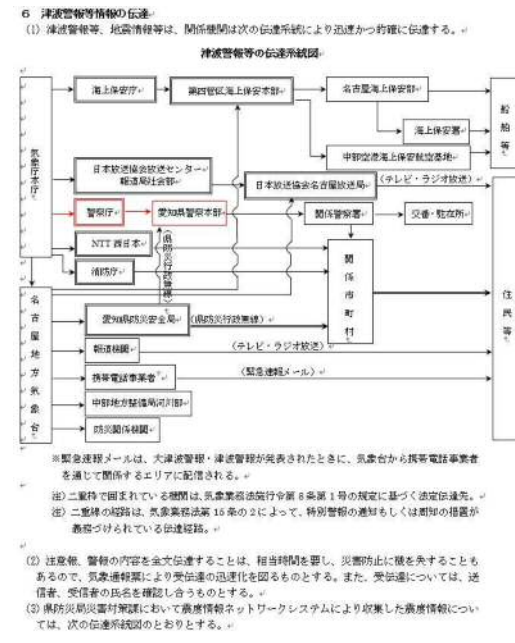 6 津波警報等情報の伝達
(1) 津波警報等、地震情報等は、関係機関は次の伝達系統により迅速かつ的確に伝達する。
津波警報等の伝達系統図
気象庁本庁
海上保安庁
第四管区海上保安本部
名古屋海上保安部
船舶等
海上保安署
中部空港海上保安航空基地
日本放送協会放送センター
報道局社会部
日本放送協会名古屋放送局
(テレビ・ラジオ放送)
警察庁
愛知県警察本部
関係警察署
交番・駐在所
NTT 西日本
消防庁
(県防災行政無線)
関係市町村
住民等
名古屋地方気象台
愛知県防災安全局
(県防災行政無線)
報道機関
(テレビ・ラジオ放送)
携帯電話事業者※
(緊急速報メール)
中部地方整備局河川部
防災関係機関
※緊急速報メールは、大津波警報・津波警報が発表されたときに、気象台から携帯電話事業者
を通じて関係するエリアに配信される。
注)二重枠で囲まれている機関は、気象業務法施行令第8条第1号の規定に基づく法定伝達先。
注)二重線の経路は、気象業務法第15条の2によって、特別警報の通知もしくは周知の措置が
義務づけられている伝達経路。
(2) 注意報、警報の内容を全文伝達することは、相当時間を要し、災害防止に機を失することも
あるので、気象通報票により受伝達の迅速化を図るものとする。また、受伝達については、送
信者、受信者の氏名を確認し合うものとする。
(3) 県防災局災害対策課において震度情報ネットワークシステムにより収集した震度情報につい
ては、次の伝達系統図のとおりとする。